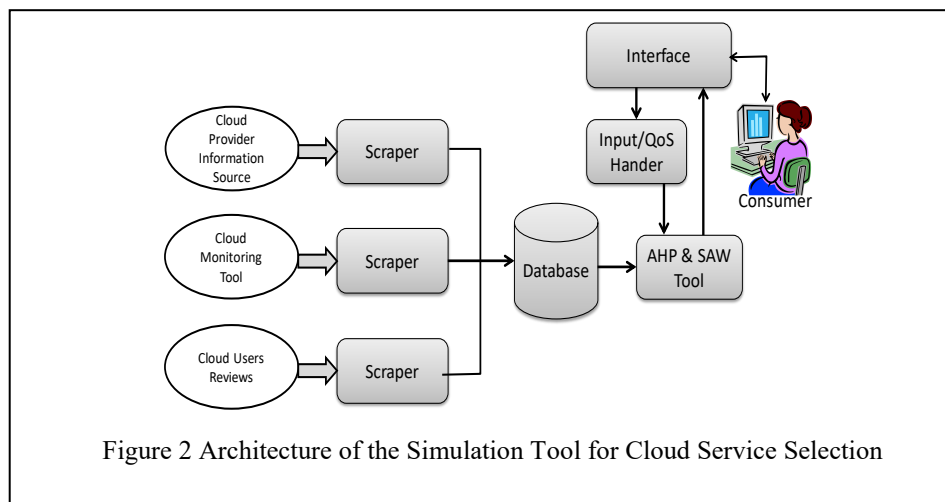 Interface
Cloud
Provider
Information
Source
Scraper
Input/QoS
Hander
Consumer
Cloud
Monitoring
Tool
Scraper
Database
AHP & SAW
Tool
Cloud Users
Reviews
Scraper
Figure 2 Architecture of the Simulation Tool for Cloud Service Selection